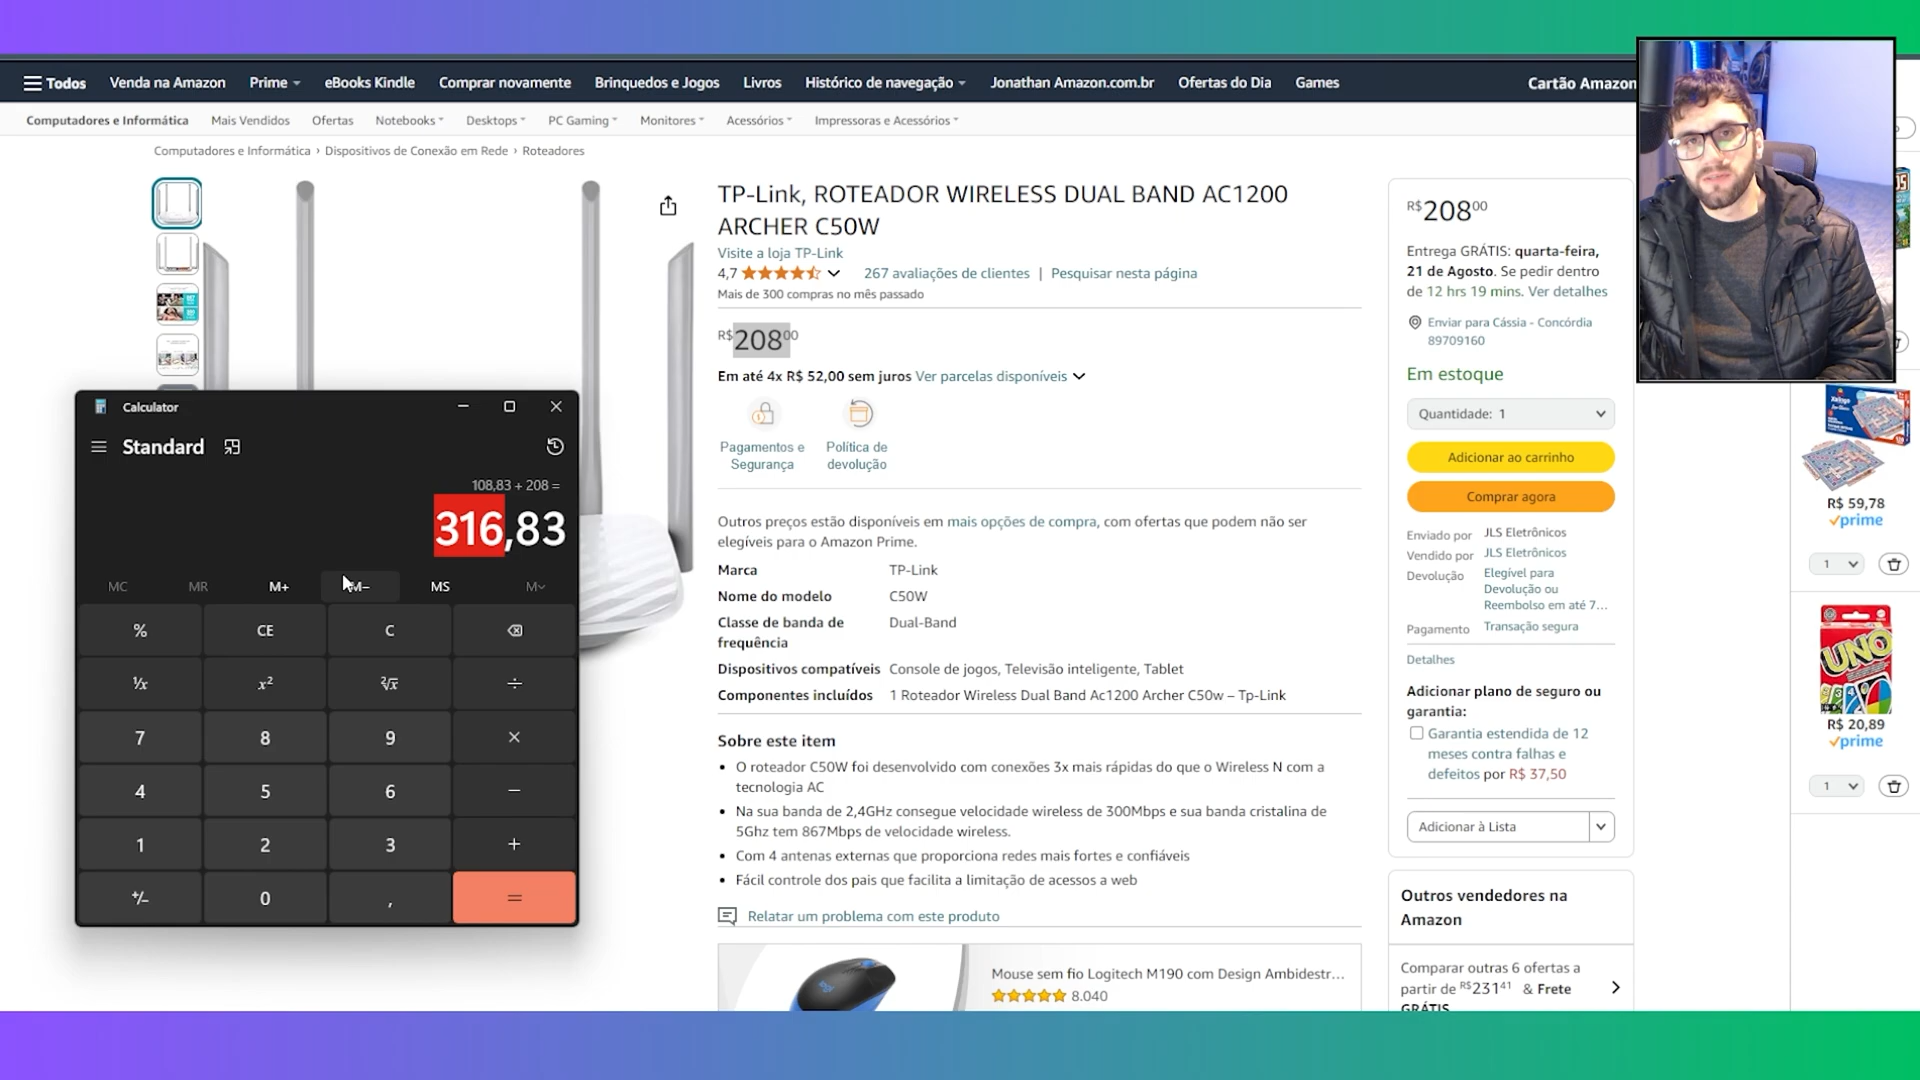 Todos
Venda na Amazon
Prime
eBooks Kindle
Comprar novamente
Brinquedos e Jogos
Livros
Histórico de navegação
Jonathan Amazon.com.br
Ofertas do Dia
Games
Cartão Amazon
Computadores e Informática
Mais Vendidos
Ofertas
Notebooks
Desktops
PC Gaming
Monitores
Acessórios
Impressoras e Acessórios
Computadores e Informática › Dispositivos de Conexão em Rede › Roteadores
TP-Link, ROTEADOR WIRELESS DUAL BAND AC1200
ARCHER C50W
Visite a loja TP-Link
4,7
267 avaliações de clientes | Pesquisar nesta página
Mais de 300 compras no mês passado
R$20800
Em até 4x R$ 52,00 sem juros Ver parcelas disponíveis
Pagamentos e
Segurança
Política de
devolução
Outros preços estão disponíveis em mais opções de compra, com ofertas que podem não ser
elegíveis para o Amazon Prime.
Marca TP-Link
Nome do modelo C50W
Classe de banda de
frequência
Dual-Band
Dispositivos compatíveis Console de jogos, Televisão inteligente, Tablet
Componentes incluídos 1 Roteador Wireless Dual Band Ac1200 Archer C50w – Tp-Link
Sobre este item
• O roteador C50W foi desenvolvido com conexões 3x mais rápidas do que o Wireless N com a
tecnologia AC
• Na sua banda de 2,4GHz consegue velocidade wireless de 300Mbps e sua banda cristalina de
5Ghz tem 867Mbps de velocidade wireless.
• Com 4 antenas externas que proporciona redes mais fortes e confiáveis
• Fácil controle dos pais que facilita a limitação de acessos a web
Relatar um problema com este produto
Mouse sem fio Logitech M190 com Design Ambidestr...
8.040
Calculator
Standard
108,83 + 208 =
316,83
MC MR M+ M− MS M
% CE C
¹/x x² ²√x ÷
7 8 9 ×
4 5 6 −
1 2 3 +
+/− 0 , =
R$20800
Entrega GRÁTIS: quarta-feira,
21 de Agosto. Se pedir dentro
de 12 hrs 19 mins. Ver detalhes
Enviar para Cássia - Concórdia
89709160
Em estoque
Quantidade: 1
Adicionar ao carrinho
Comprar agora
Enviado por JLS Eletrônicos
Vendido por JLS Eletrônicos
Devolução Elegível para
Devolução ou
Reembolso em até 7...
Pagamento Transação segura
Detalhes
Adicionar plano de seguro ou
garantia:
Garantia estendida de 12
meses contra falhas e
defeitos por R$ 37,50
Adicionar à Lista
Outros vendedores na
Amazon
Comparar outras 6 ofertas a
partir de R$23141 & Frete
GRÁTIS
R$ 59,78
prime
1
UNO
R$ 20,89
prime
1